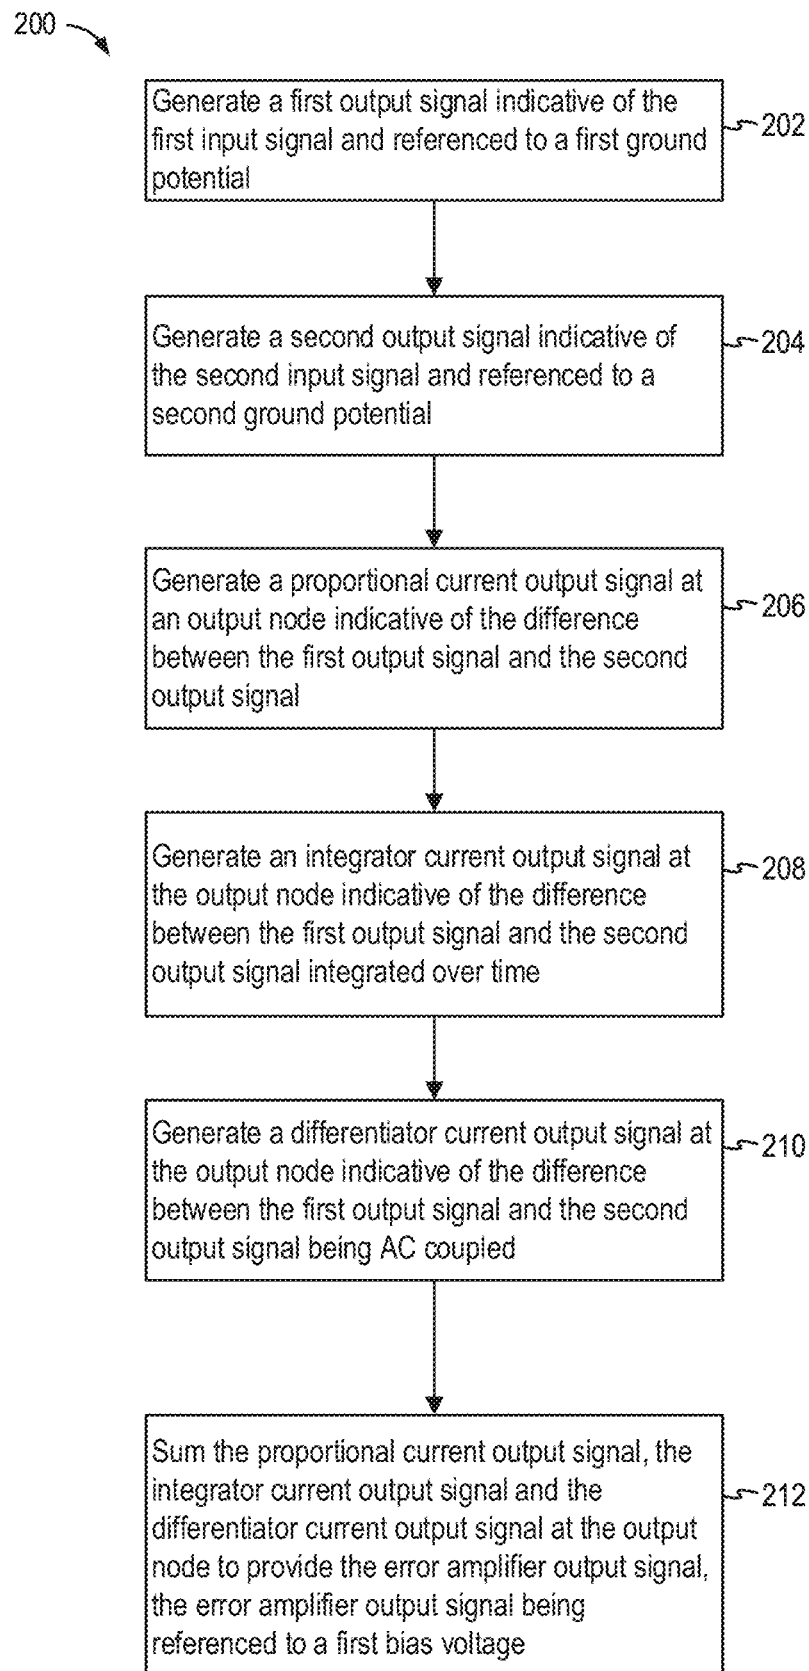 200
Generate a first output signal indicative of the
first input signal and referenced to a first ground
potential
202
Generate a second output signal indicative of
the second input signal and referenced to a
second ground potential
204
Generate a proportional current output signal at
an output node indicative of the difference
between the first output signal and the second
output signal
206
Generate an integrator current output signal at
the output node indicative of the difference
between the first output signal and the second
output signal integrated over time
208
Generate a differentiator current output signal at
the output node indicative of the difference
between the first output signal and the second
output signal being AC coupled
210
Sum the proportional current output signal, the
integrator current output signal and the
differentiator current output signal at the output
node to provide the error amplifier output signal,
the error amplifier output signal being
referenced to a first bias voltage
212